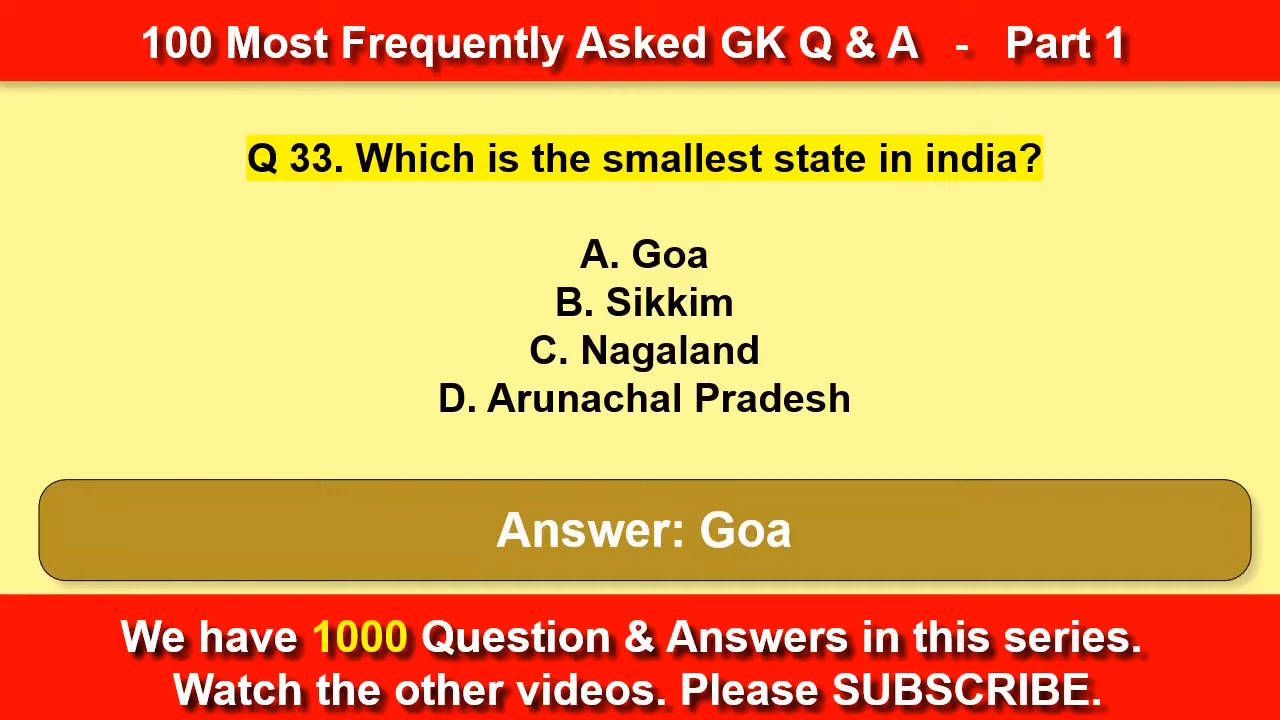 100 Most Frequently Asked GK Q & A - Part 1
Q 33. Which is the smallest state in india?
A. Goa
B. Sikkim
C. Nagaland
D. Arunachal Pradesh
Answer: Goa
We have 1000 Question & Answers in this series.
Watch the other videos. Please SUBSCRIBE.